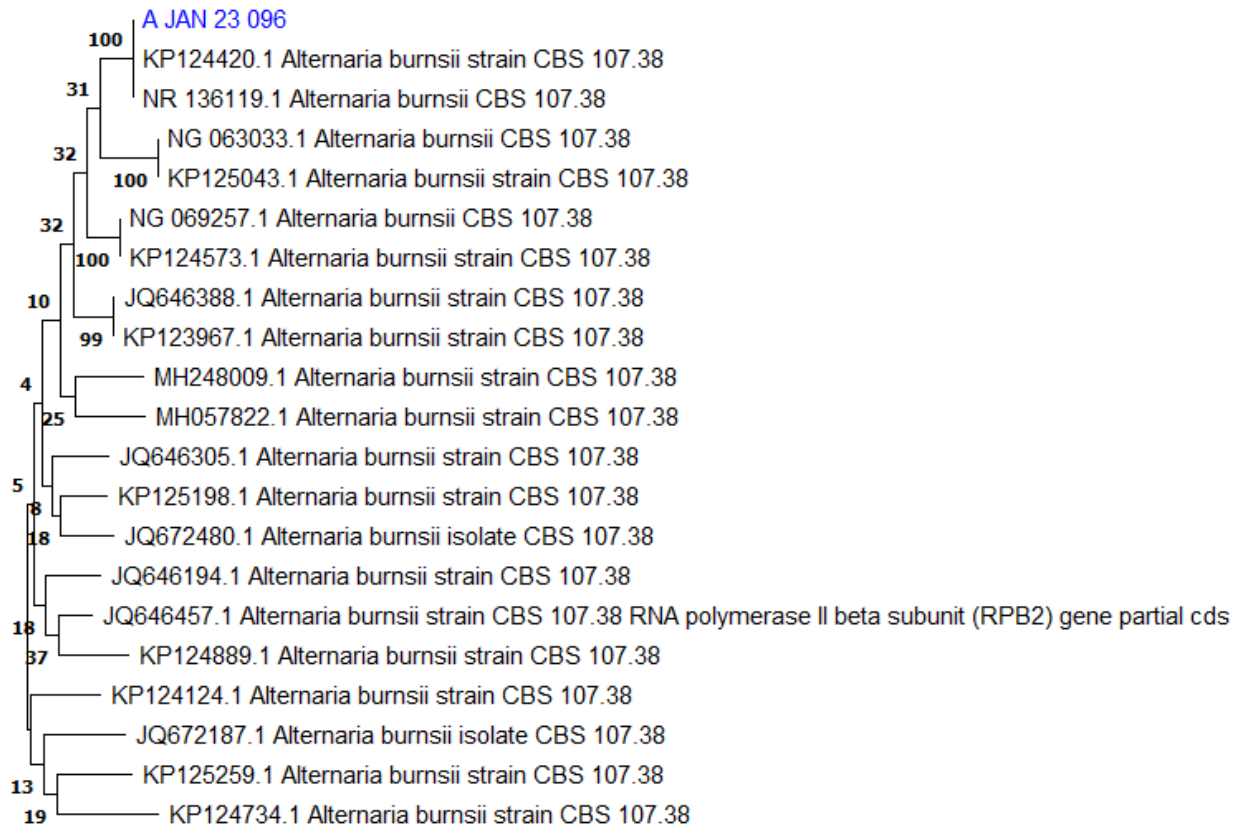 A JAN 23 096
100
KP124420.1 Alternaria burnsii strain CBS 107.38
31
NR 136119.1 Alternaria burnsii CBS 107.38
NG 063033.1 Alternaria burnsii CBS 107.38
32
100
KP125043.1 Alternaria burnsii strain CBS 107.38
32
NG 069257.1 Alternaria burnsii CBS 107.38
100
KP124573.1 Alternaria burnsii strain CBS 107.38
10
JQ646388.1 Alternaria burnsii strain CBS 107.38
99
KP123967.1 Alternaria burnsii strain CBS 107.38
4
MH248009.1 Alternaria burnsii strain CBS 107.38
25
MH057822.1 Alternaria burnsii strain CBS 107.38
JQ646305.1 Alternaria burnsii strain CBS 107.38
5
8
KP125198.1 Alternaria burnsii strain CBS 107.38
18
JQ672480.1 Alternaria burnsii isolate CBS 107.38
JQ646194.1 Alternaria burnsii strain CBS 107.38
JQ646457.1 Alternaria burnsii strain CBS 107.38 RNA polymerase II beta subunit (RPB2) gene partial cds
18
37
KP124889.1 Alternaria burnsii strain CBS 107.38
KP124124.1 Alternaria burnsii strain CBS 107.38
JQ672187.1 Alternaria burnsii isolate CBS 107.38
13
KP125259.1 Alternaria burnsii strain CBS 107.38
19
KP124734.1 Alternaria burnsii strain CBS 107.38